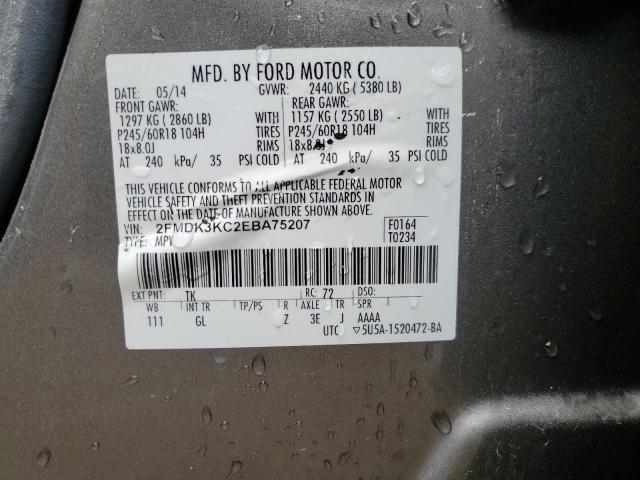 MFD. BY FORD MOTOR CO.
DATE: 05/14 GVWR: 2440 KG ( 5380 LB)
FRONT GAWR: REAR GAWR:
1297 KG ( 2860 LB) WITH 1157 KG ( 2550 LB) WITH
P245/60R18 104H TIRES P245/60R18 104H TIRES
18x8.0J RIMS 18x8.0J RIMS
AT 240 kPa/ 35 PSI COLD AT 240 kPa/ 35 PSI COLD
THIS VEHICLE CONFORMS TO ALL APPLICABLE FEDERAL MOTOR
VEHICLE SAFETY AND THEFT PREVENTION STANDARDS IN
EFFECT ON THE DATE OF MANUFACTURE SHOWN ABOVE.
VIN: 2FMDK3KC2EBA75207 F0164
TYPE: MPV T0234
EXT PNT: TK RC: 72 DSO:
WB INT TR TP/PS R AXLE TR SPR
111 GL Z 3E J AAAA
UTC ▽5U5A-1520472-BA